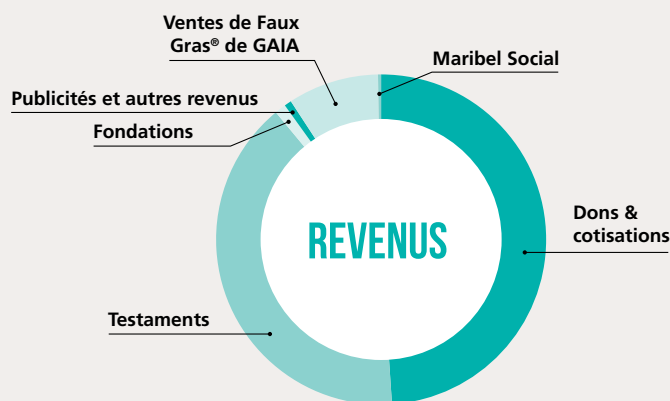 Ventes de Faux
Gras® de GAIA
Maribel Social
Publicités et autres revenus
Fondations
REVENUS
Dons &
cotisations
Testaments